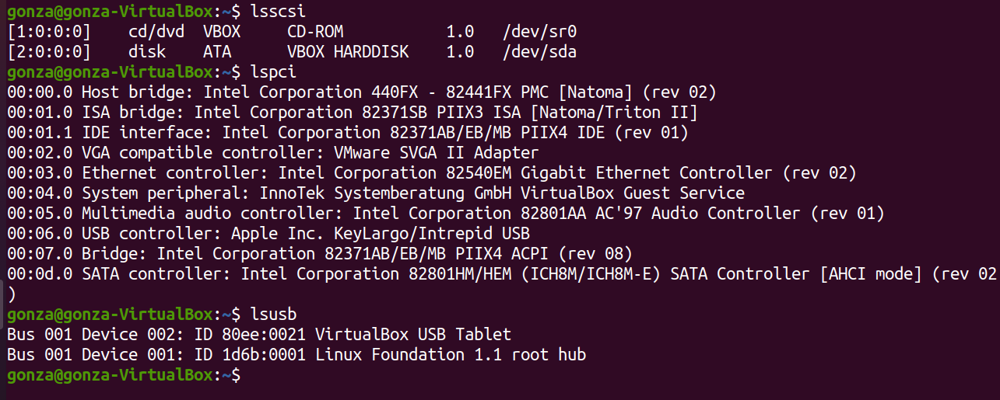 gonza@gonza-VirtualBox:~$ lsscsi
[1:0:0:0]    cd/dvd  VBOX     CD-ROM           1.0   /dev/sr0
[2:0:0:0]    disk    ATA      VBOX HARDDISK    1.0   /dev/sda
gonza@gonza-VirtualBox:~$ lspci
00:00.0 Host bridge: Intel Corporation 440FX - 82441FX PMC [Natoma] (rev 02)
00:01.0 ISA bridge: Intel Corporation 82371SB PIIX3 ISA [Natoma/Triton II]
00:01.1 IDE interface: Intel Corporation 82371AB/EB/MB PIIX4 IDE (rev 01)
00:02.0 VGA compatible controller: VMware SVGA II Adapter
00:03.0 Ethernet controller: Intel Corporation 82540EM Gigabit Ethernet Controller (rev 02)
00:04.0 System peripheral: InnoTek Systemberatung GmbH VirtualBox Guest Service
00:05.0 Multimedia audio controller: Intel Corporation 82801AA AC'97 Audio Controller (rev 01)
00:06.0 USB controller: Apple Inc. KeyLargo/Intrepid USB
00:07.0 Bridge: Intel Corporation 82371AB/EB/MB PIIX4 ACPI (rev 08)
00:0d.0 SATA controller: Intel Corporation 82801HM/HEM (ICH8M/ICH8M-E) SATA Controller [AHCI mode] (rev 02
)
gonza@gonza-VirtualBox:~$ lsusb
Bus 001 Device 002: ID 80ee:0021 VirtualBox USB Tablet
Bus 001 Device 001: ID 1d6b:0001 Linux Foundation 1.1 root hub
gonza@gonza-VirtualBox:~$